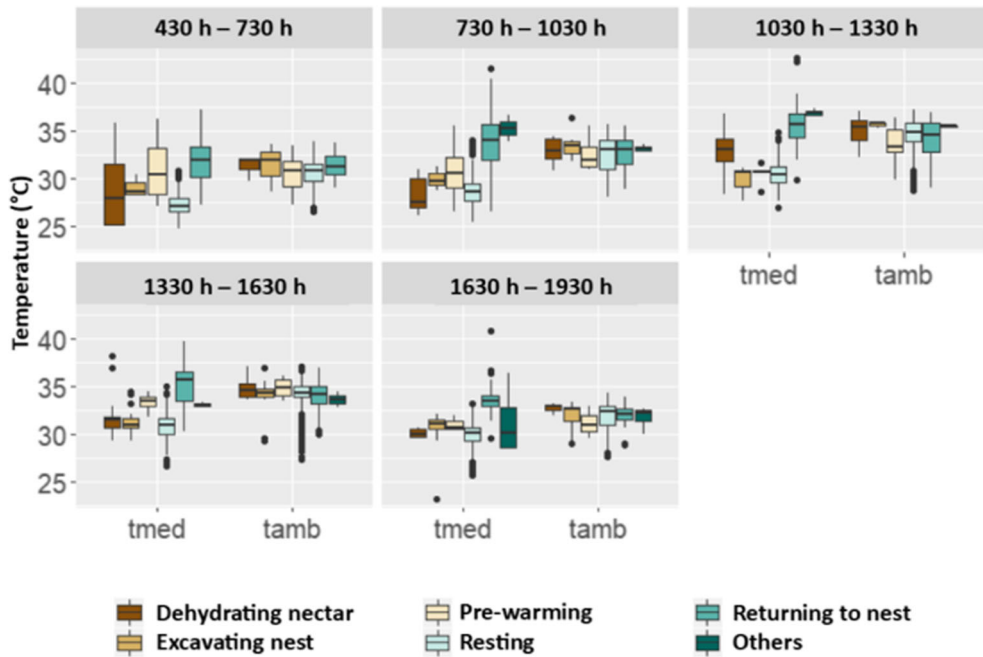 430 h – 730 h
730 h – 1030 h
1030 h – 1330 h
40
35
30
25
tmed
tamb
1330 h – 1630 h
1630 h – 1930 h
40
35
30
25
tmed
tamb
tmed
tamb
Temperature (°C)
Dehydrating nectar
Pre-warming
Returning to nest
Excavating nest
Resting
Others